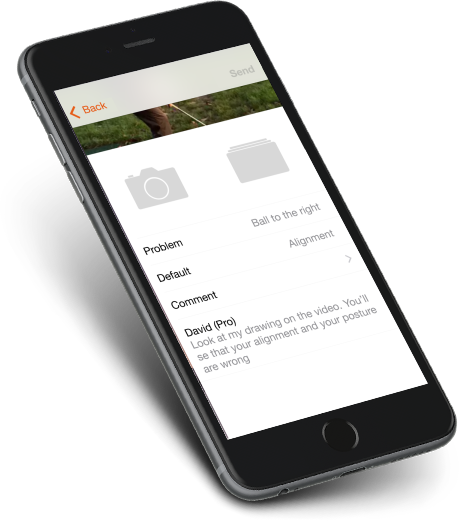 Back Send
Problem Ball to the right
Default Alignment
Comment
David (Pro)
Look at my drawing on the video. You'll
se that your alignment and your posture
are wrong